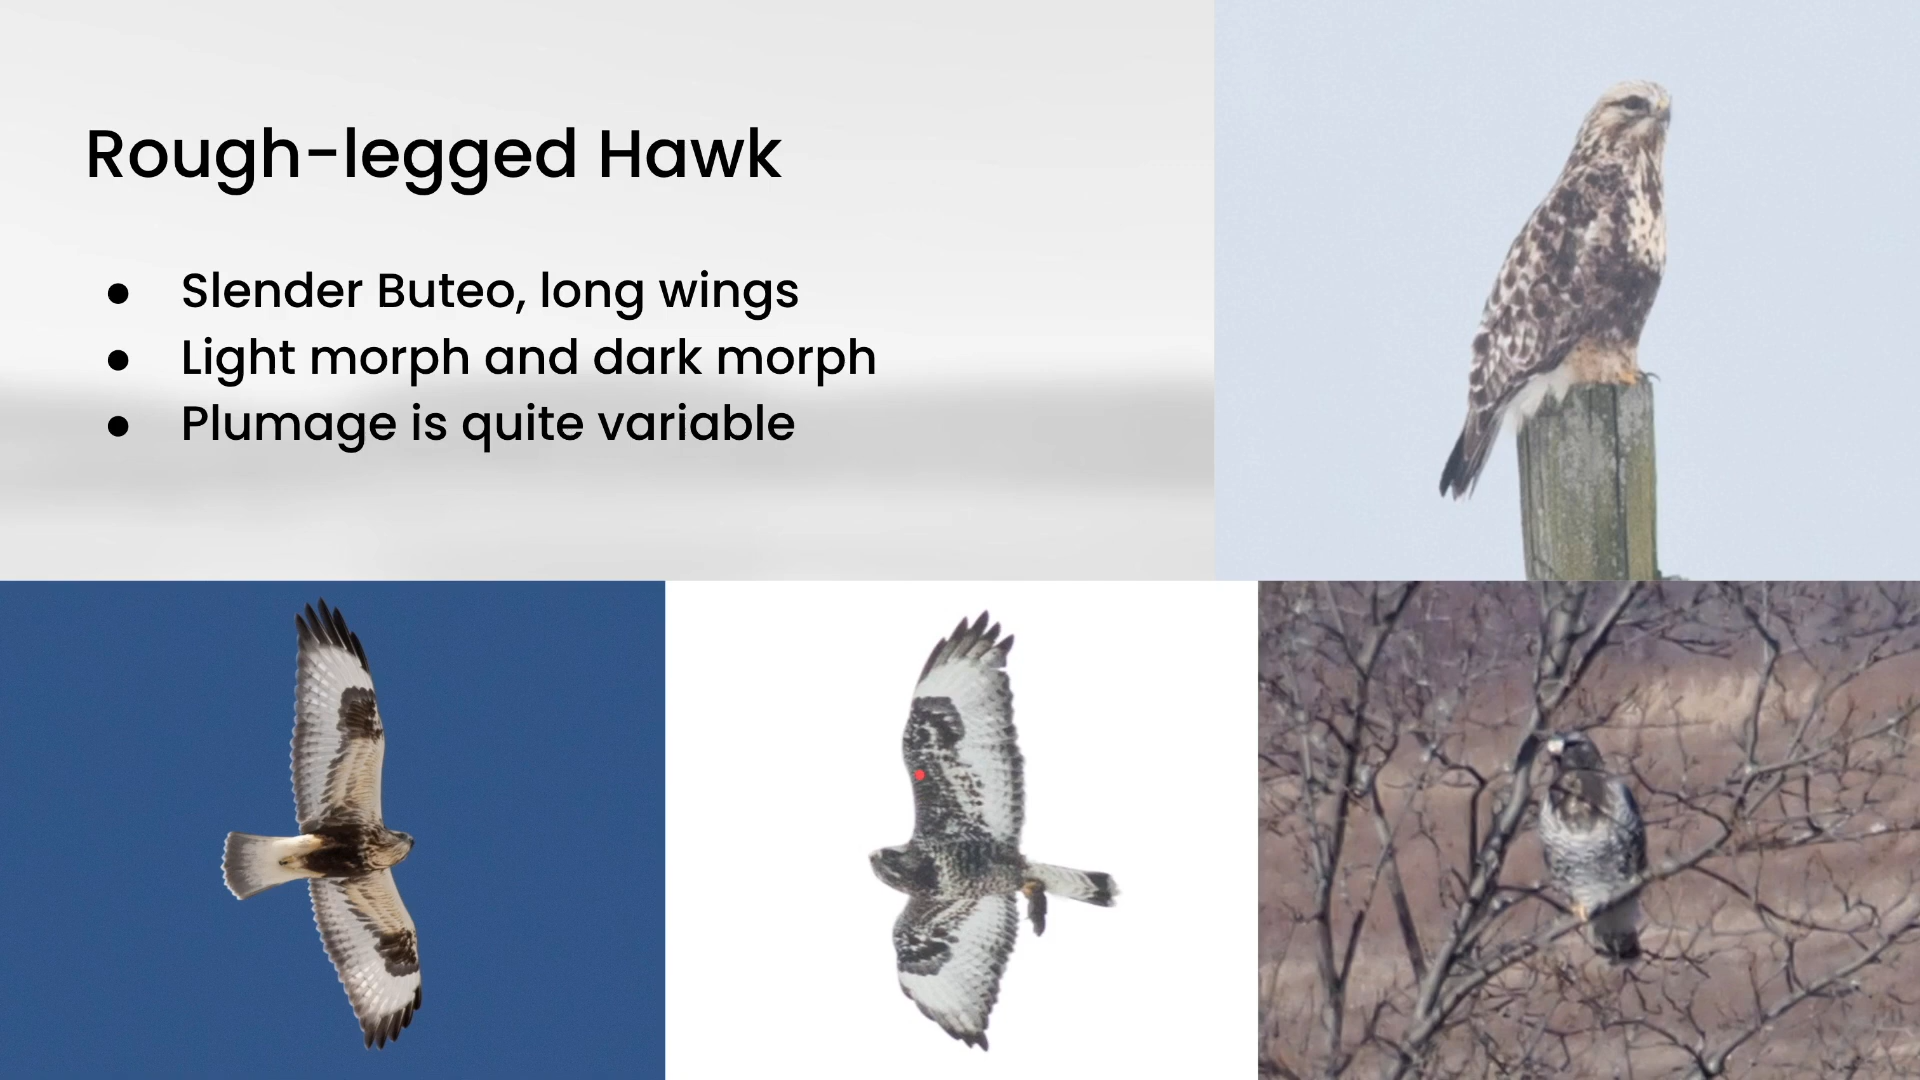 Rough-legged Hawk
● Slender Buteo, long wings
● Light morph and dark morph
● Plumage is quite variable